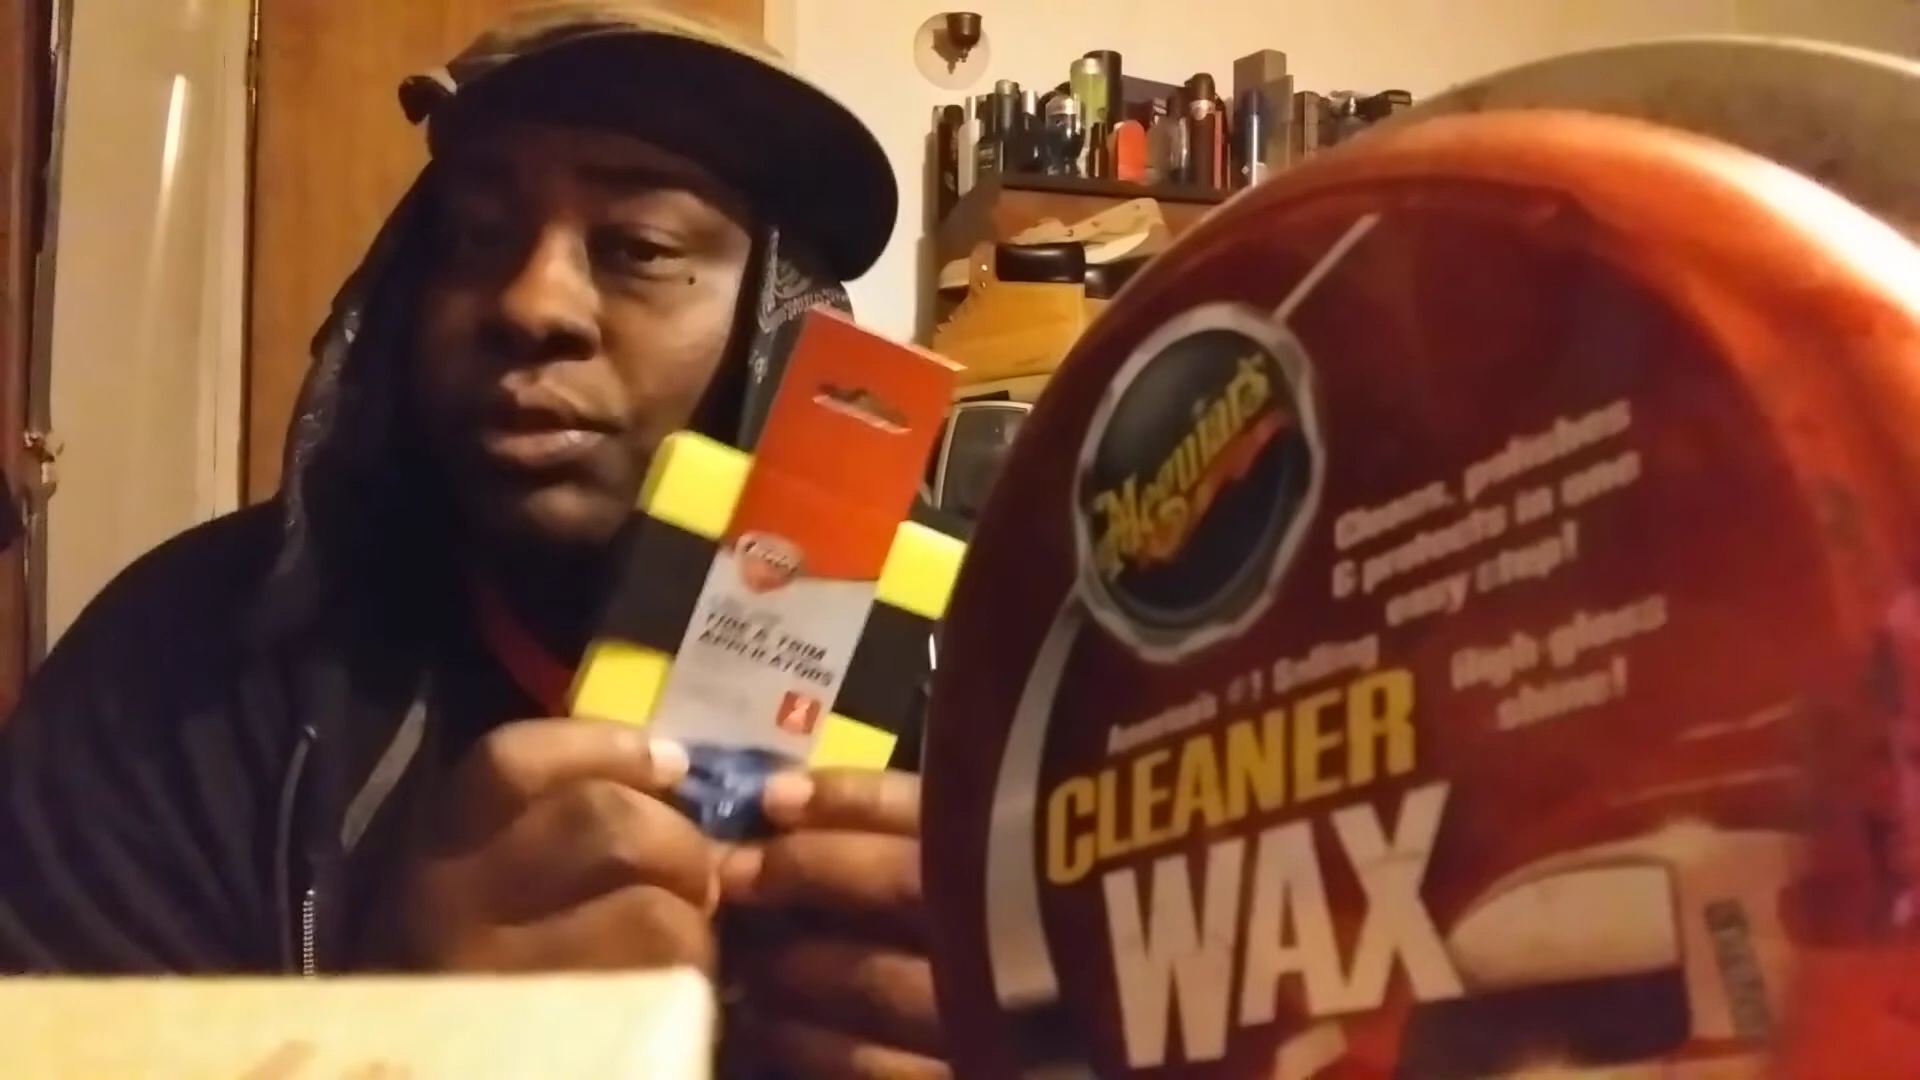 TIRE & TRIM
APPLICATORS
2
Meguiar's
Cleans, polishes
& protects in one
easy step!
High gloss
shine!
America's #1 Selling
CLEANER
WAX